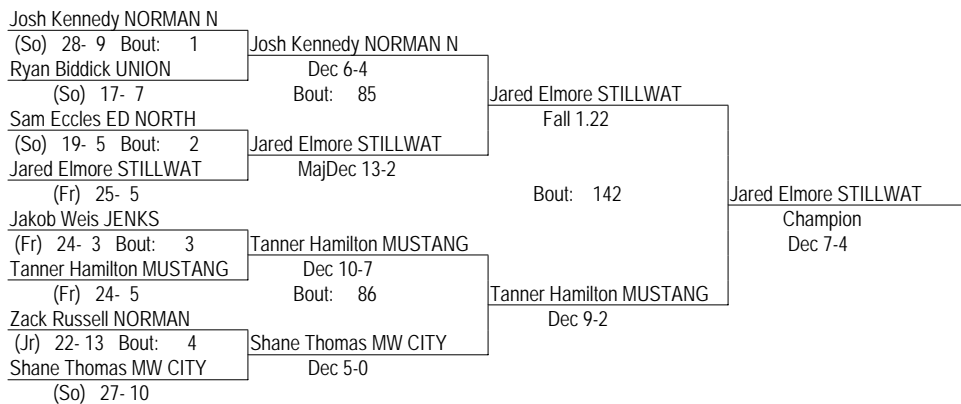 Josh Kennedy NORMAN N
(So) 28- 9 Bout: 1
Ryan Biddick UNION
(So) 17- 7
Sam Eccles ED NORTH
(So) 19- 5 Bout: 2
Jared Elmore STILLWAT
(Fr) 25- 5
Jakob Weis JENKS
(Fr) 24- 3 Bout: 3
Tanner Hamilton MUSTANG
(Fr) 24- 5
Zack Russell NORMAN
(Jr) 22- 13 Bout: 4
Shane Thomas MW CITY
(So) 27- 10
Josh Kennedy NORMAN N
Dec 6-4
Bout: 85
Jared Elmore STILLWAT
MajDec 13-2
Tanner Hamilton MUSTANG
Dec 10-7
Bout: 86
Shane Thomas MW CITY
Dec 5-0
Jared Elmore STILLWAT
Fall 1.22
Bout: 142
Tanner Hamilton MUSTANG
Dec 9-2
Jared Elmore STILLWAT
Champion
Dec 7-4